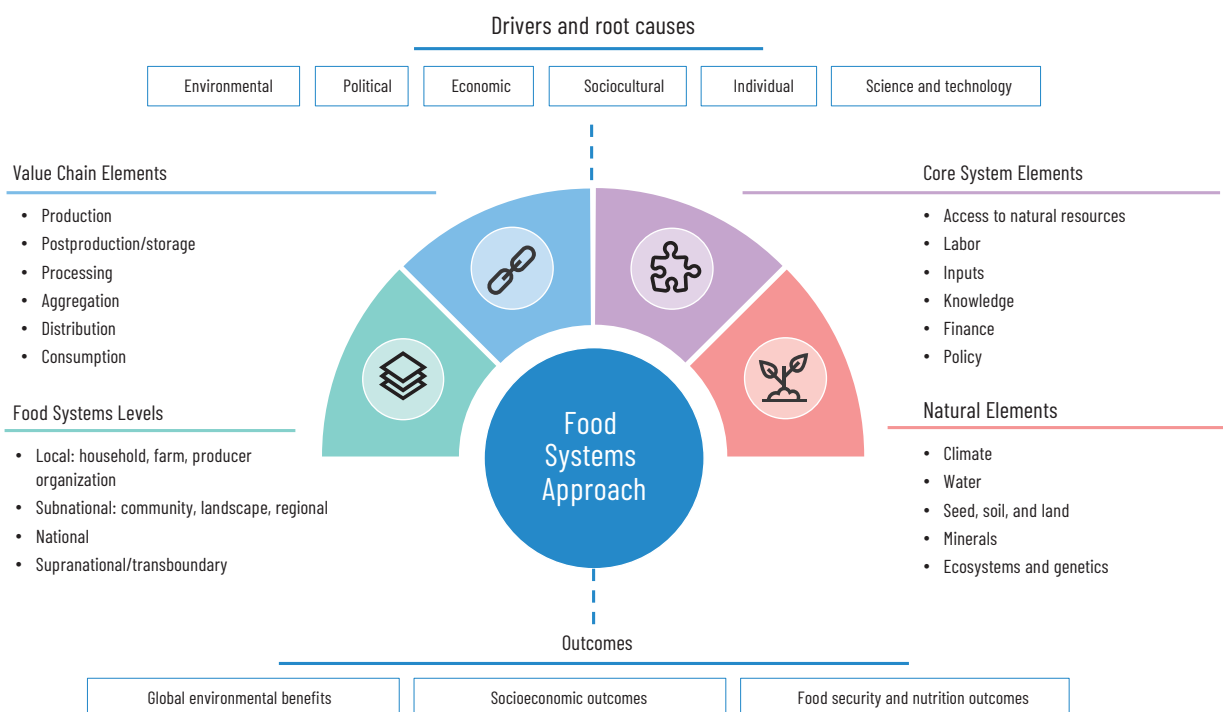 Drivers and root causes
Environmental
Political
Economic
Sociocultural
Individual
Science and technology
Value Chain Elements
• Production
• Postproduction/storage
• Processing
• Aggregation
• Distribution
• Consumption
Food Systems Levels
• Local: household, farm, producer
organization
• Subnational: community, landscape, regional
• National
• Supranational/transboundary
Food
Systems
Approach
Core System Elements
• Access to natural resources
• Labor
• Inputs
• Knowledge
• Finance
• Policy
Natural Elements
• Climate
• Water
• Seed, soil, and land
• Minerals
• Ecosystems and genetics
Outcomes
Global environmental benefits
Socioeconomic outcomes
Food security and nutrition outcomes